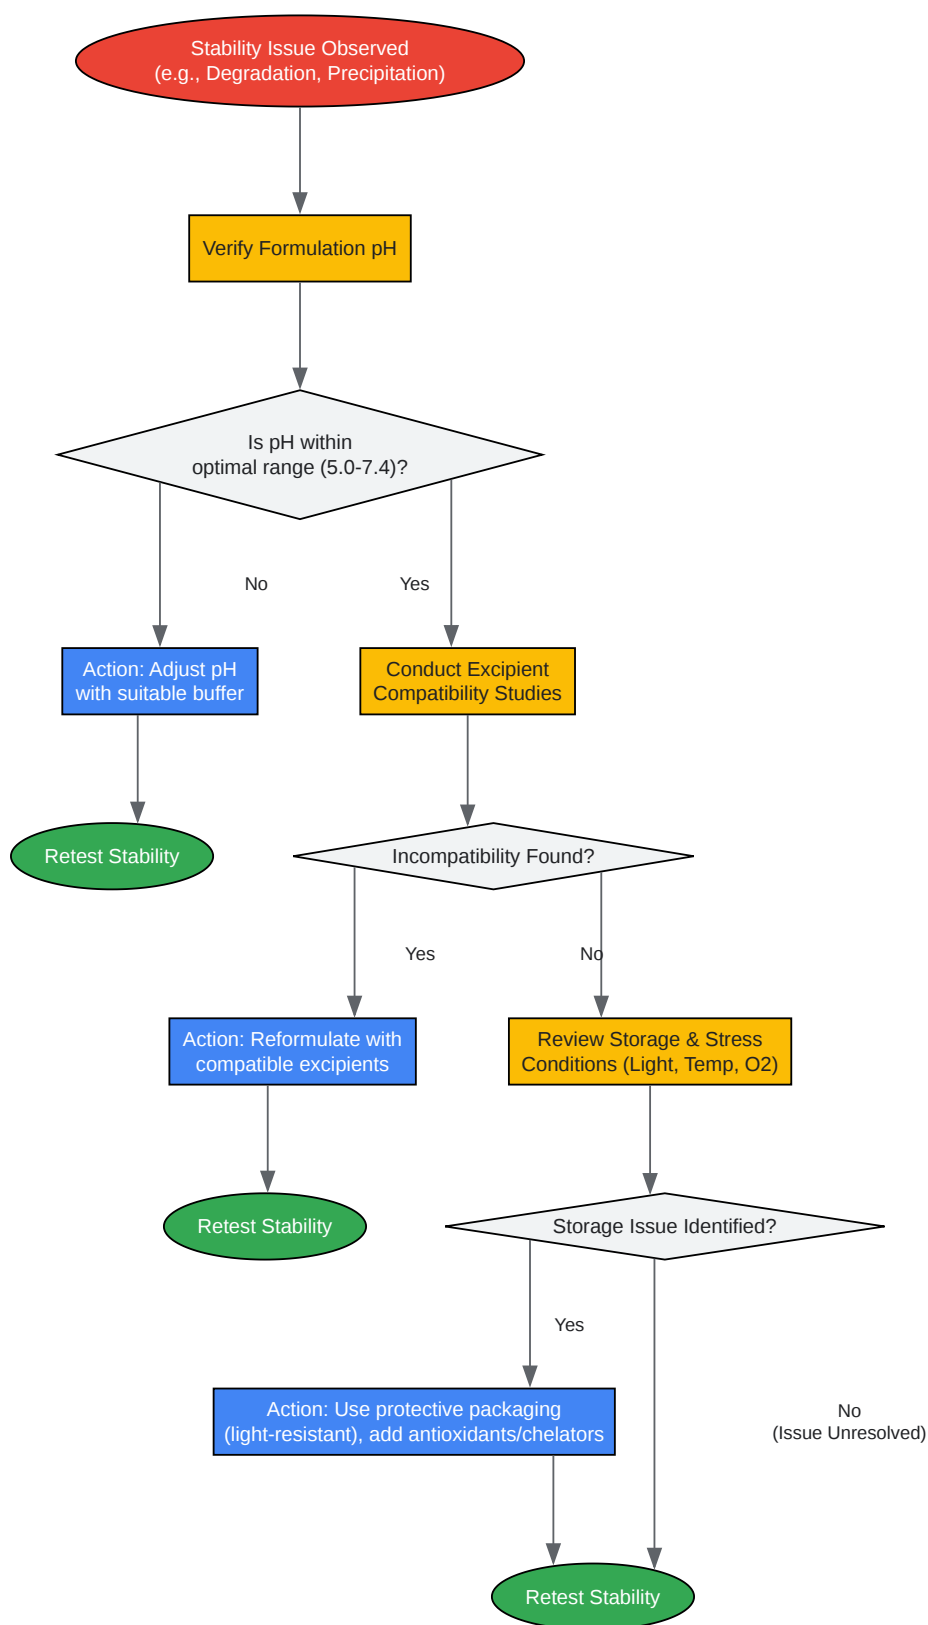 Stability Issue Observed
(e.g., Degradation, Precipitation)
Verify Formulation pH
Is pH within
optimal range (5.0-7.4)?
No
Yes
Action: Adjust pH
with suitable buffer
Conduct Excipient
Compatibility Studies
Retest Stability
Incompatibility Found?
Yes
No
Action: Reformulate with
compatible excipients
Review Storage & Stress
Conditions (Light, Temp, O2)
Retest Stability
Storage Issue Identified?
Yes
Action: Use protective packaging
(light-resistant), add antioxidants/chelators
No
(Issue Unresolved)
Retest Stability